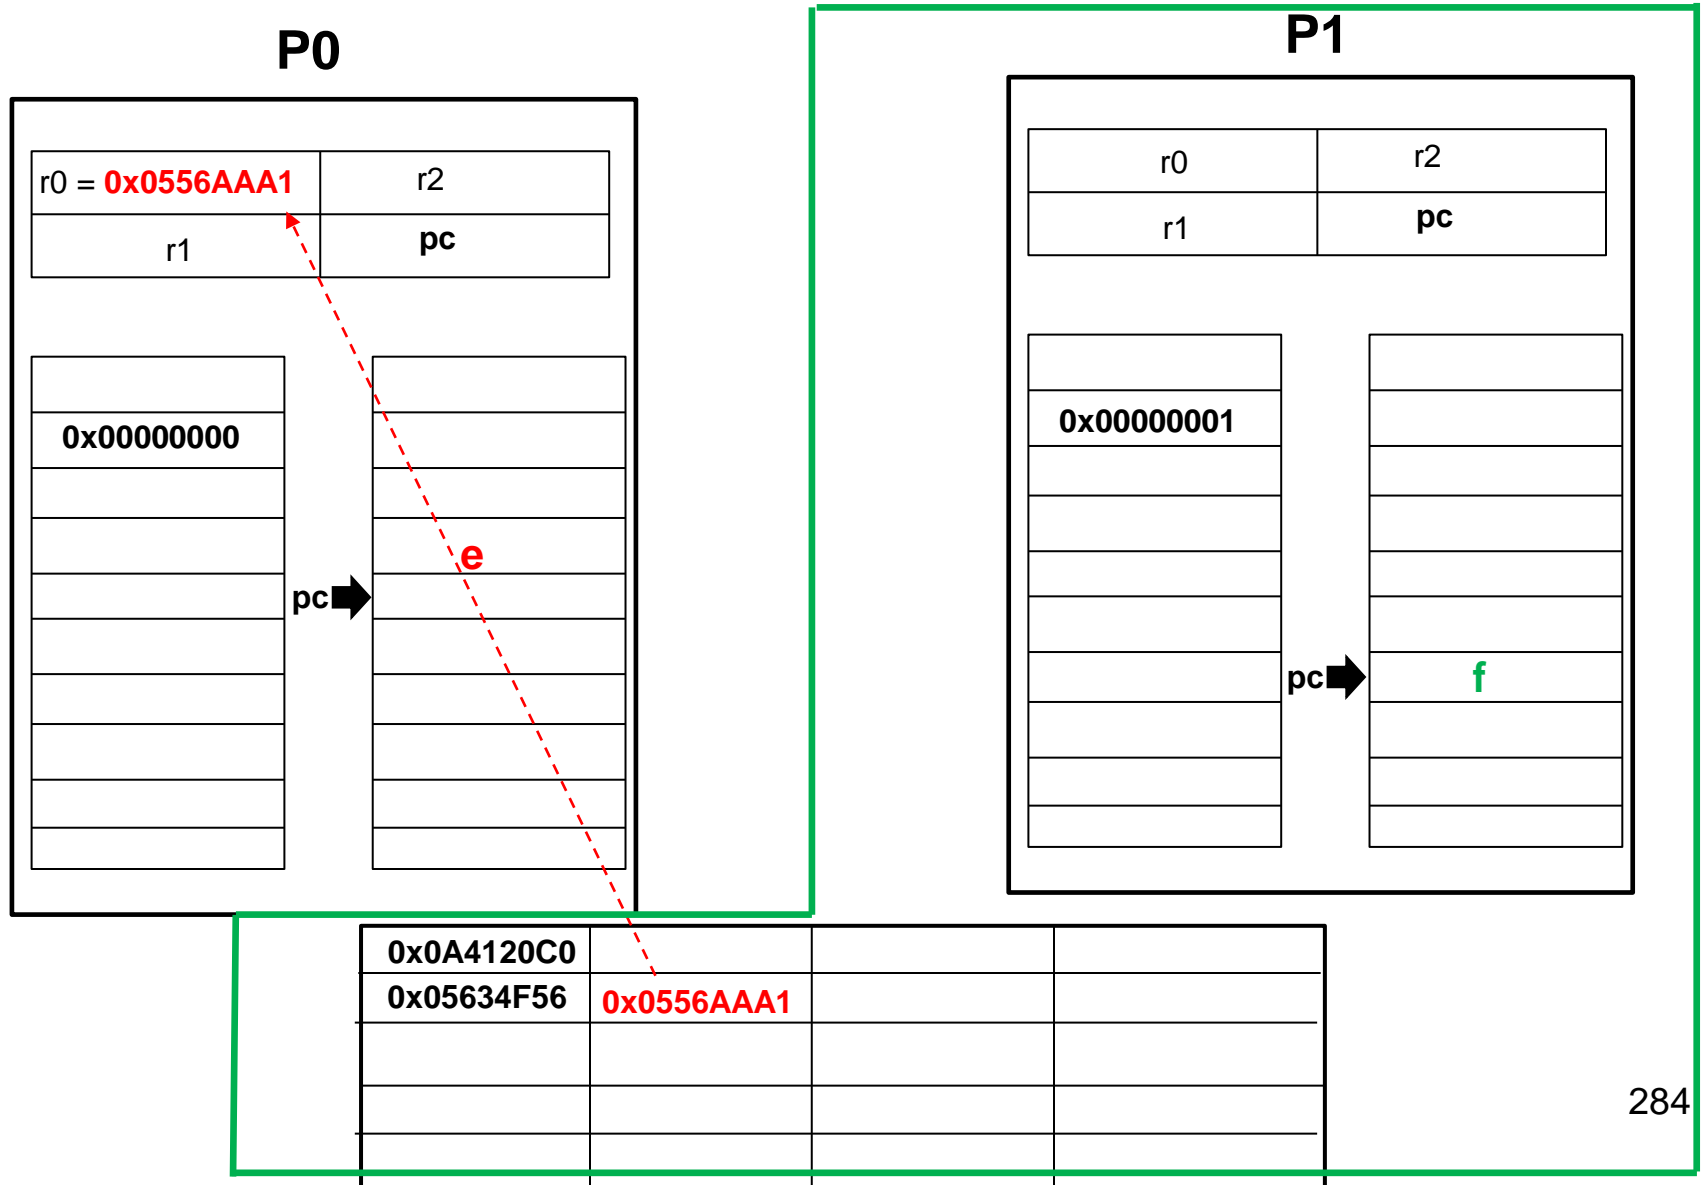 P0
P1
r0 = 0x0556AAA1
r2
r1
pc
r0
r2
r1
pc
0x00000000
pc
e
0x00000001
pc
f
0x0A4120C0
0x05634F56
0x0556AAA1
284